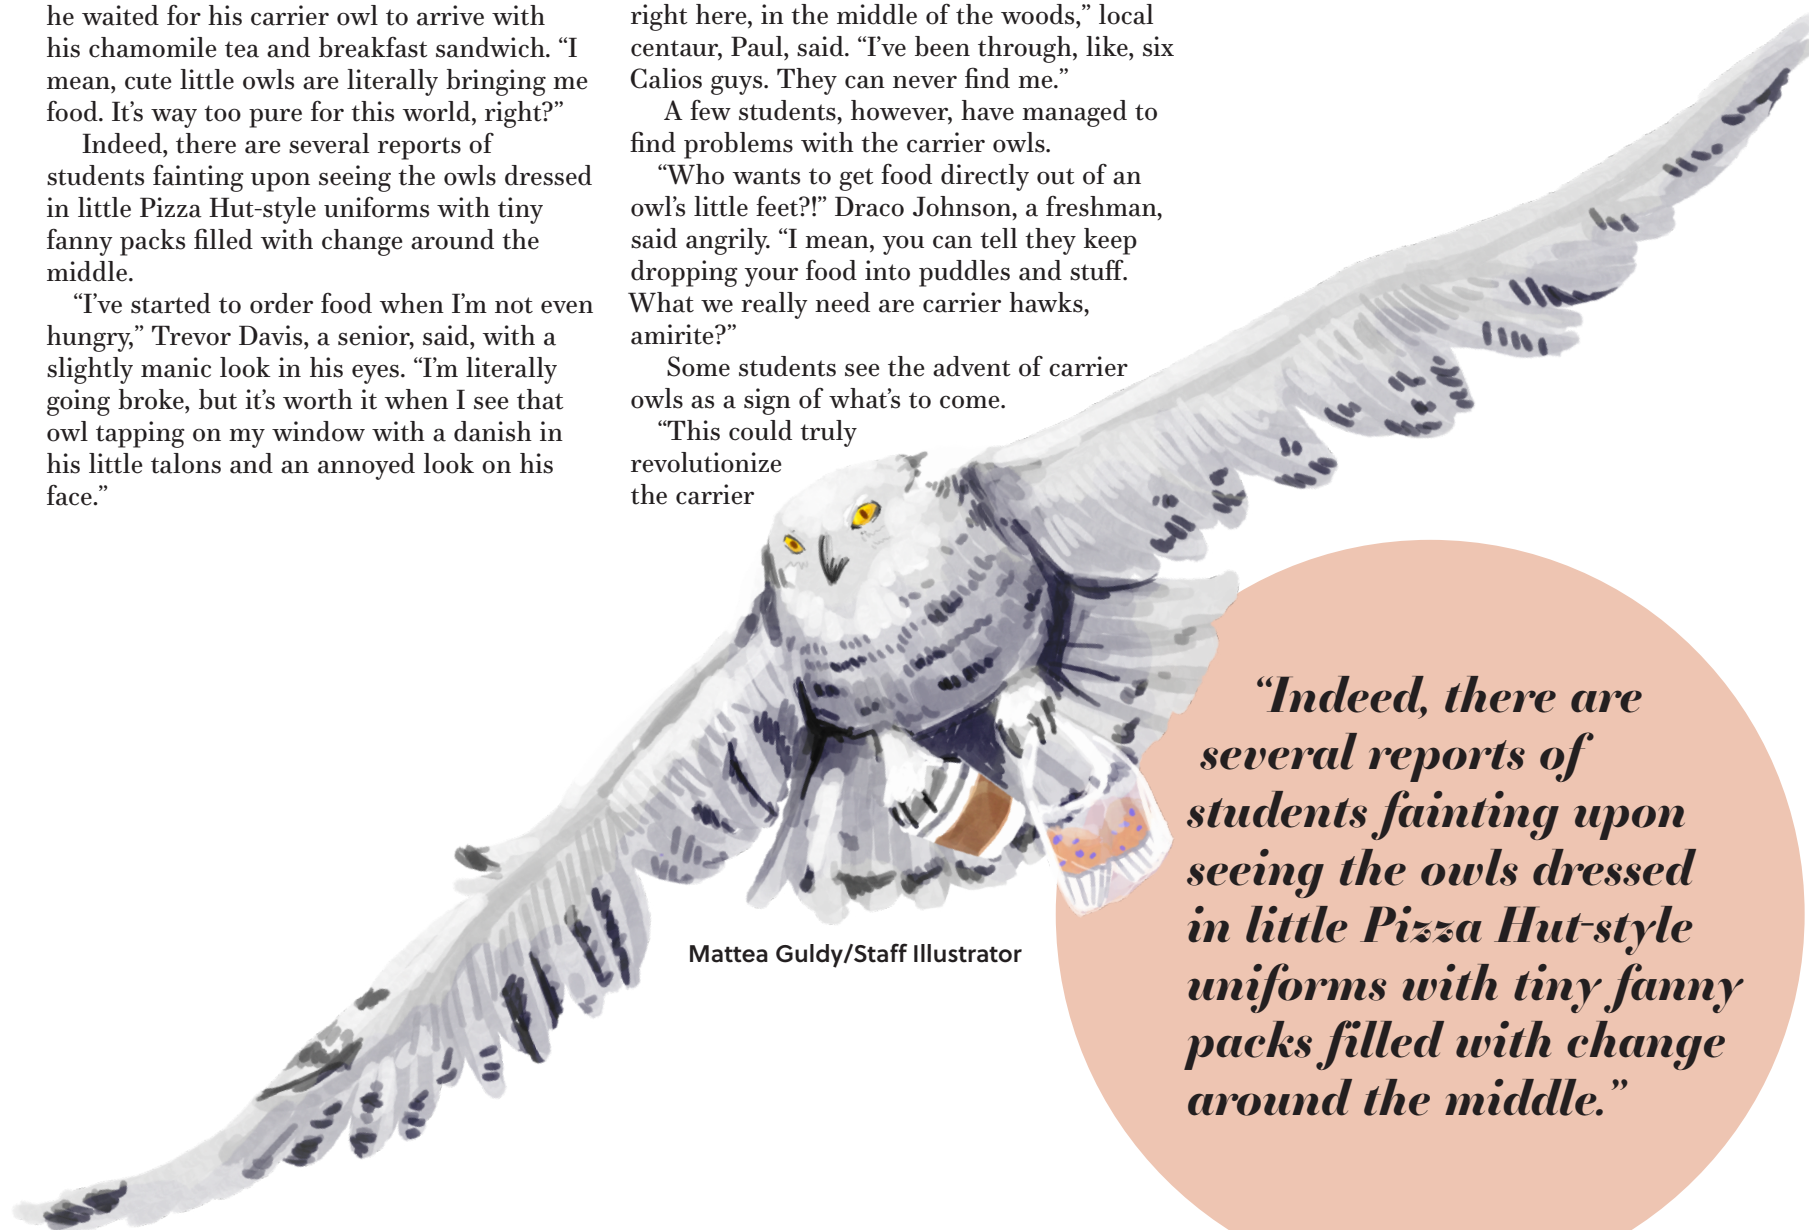 he waited for his carrier owl to arrive with
his chamomile tea and breakfast sandwich. “I
mean, cute little owls are literally bringing me
food. It’s way too pure for this world, right?”
Indeed, there are several reports of
students fainting upon seeing the owls dressed
in little Pizza Hut-style uniforms with tiny
fanny packs filled with change around the
middle.
“I’ve started to order food when I’m not even
hungry,” Trevor Davis, a senior, said, with a
slightly manic look in his eyes. “I’m literally
going broke, but it’s worth it when I see that
owl tapping on my window with a danish in
his little talons and an annoyed look on his
face.”
right here, in the middle of the woods,” local
centaur, Paul, said. “I’ve been through, like, six
Calios guys. They can never find me.”
A few students, however, have managed to
find problems with the carrier owls.
“Who wants to get food directly out of an
owl’s little feet?!” Draco Johnson, a freshman,
said angrily. “I mean, you can tell they keep
dropping your food into puddles and stuff.
What we really need are carrier hawks,
amirite?”
Some students see the advent of carrier
owls as a sign of what’s to come.
“This could truly
revolutionize
the carrier
Mattea Guldy/Staff Illustrator
“Indeed, there are
several reports of
students fainting upon
seeing the owls dressed
in little Pizza Hut-style
uniforms with tiny fanny
packs filled with change
around the middle.”